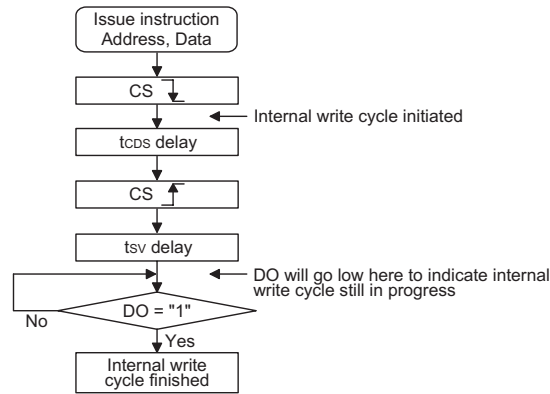 Issue instruction
Address, Data
CS
Internal write cycle initiated
tCDS delay
CS
tSV delay
DO will go low here to indicate internal
write cycle still in progress
DO = "1"
No
Yes
Internal write
cycle finished